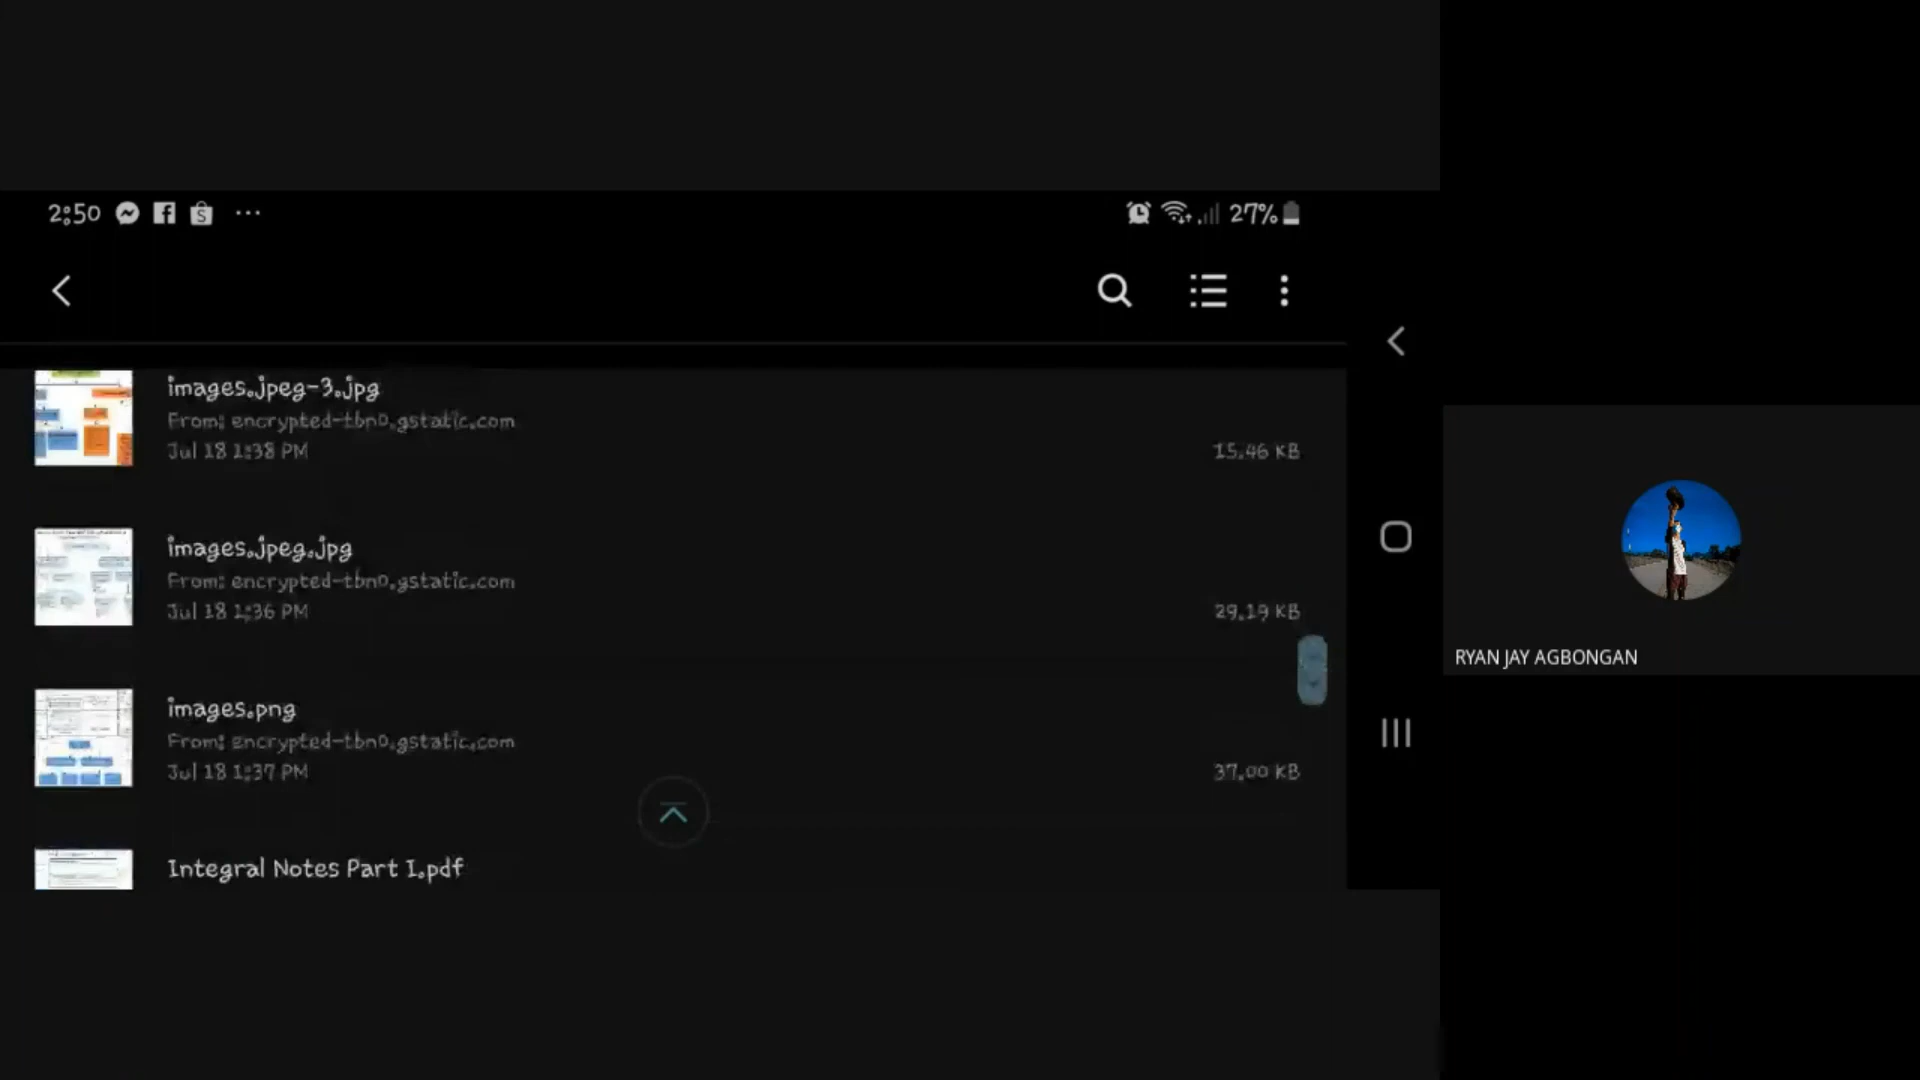 2:50
27%
images.jpeg-3.jpg
From: encrypted-tbn0.gstatic.com
Jul 18 1:38 PM
15.46 KB
images.jpeg.jpg
From: encrypted-tbn0.gstatic.com
Jul 18 1:36 PM
29.19 KB
images.png
From: encrypted-tbn0.gstatic.com
Jul 18 1:37 PM
37.00 KB
Integral Notes Part I.pdf
RYAN JAY AGBONGAN